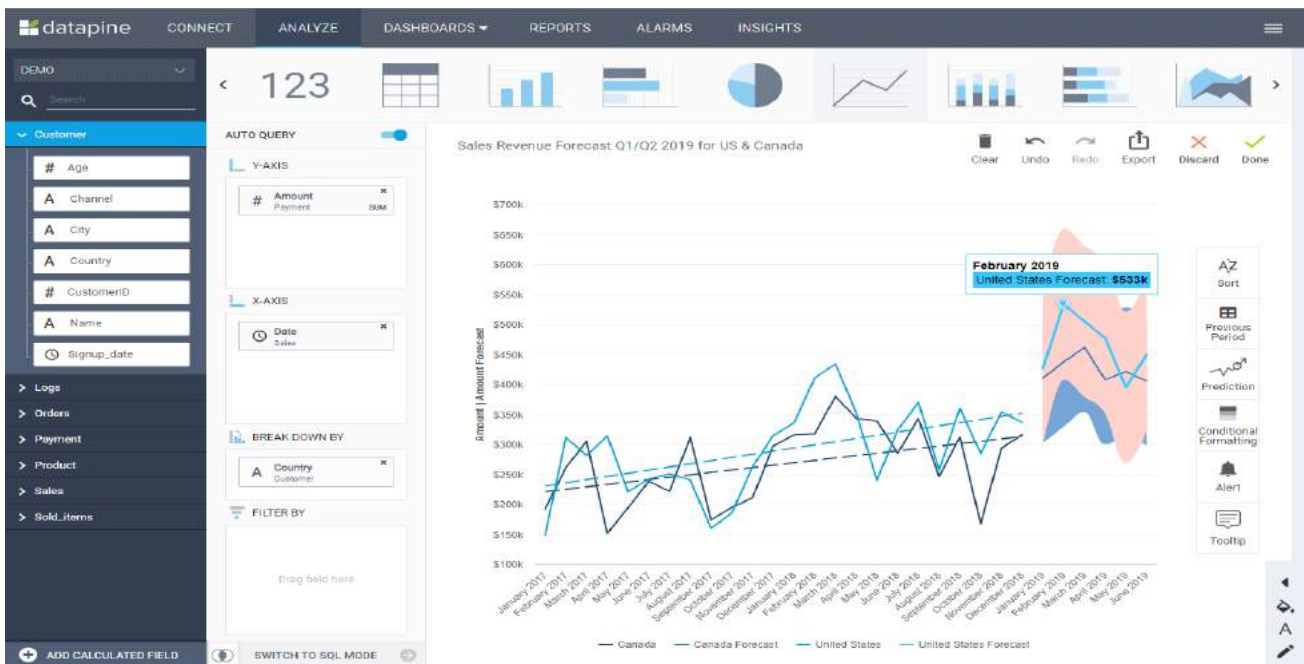 datapine CONNECT ANALYZE DASHBOARDS REPORTS ALARMS INSIGHTS
DEMO
Search
Customer
# Age
A Channel
A City
A Country
# CustomerID
A Name
Signup_date
Logs
Orders
Payment
Product
Sales
Sold_items
ADD CALCULATED FIELD
123
AUTO QUERY
Y-AXIS
# Amount
Payment SUM
X-AXIS
Date
Sales
BREAK DOWN BY
A Country
Customer
FILTER BY
Drag field here
SWITCH TO SQL MODE
Sales Revenue Forecast Q1/Q2 2019 for US & Canada
Clear Undo Redo Export Discard Done
Amount | Amount Forecast
$700k
$650k
$600k
$550k
$500k
$450k
$400k
$350k
$300k
$250k
$200k
$150k
$100k
February 2019
United States Forecast: $533k
January 2017
February 2017
March 2017
April 2017
May 2017
June 2017
July 2017
August 2017
September 2017
October 2017
November 2017
December 2017
January 2018
February 2018
March 2018
April 2018
May 2018
June 2018
July 2018
August 2018
September 2018
October 2018
November 2018
December 2018
January 2019
February 2019
March 2019
April 2019
May 2019
June 2019
Canada Canada Forecast United States United States Forecast
AZ
Sort
Previous
Period
Prediction
Conditional
Formatting
Alert
Tooltip
A